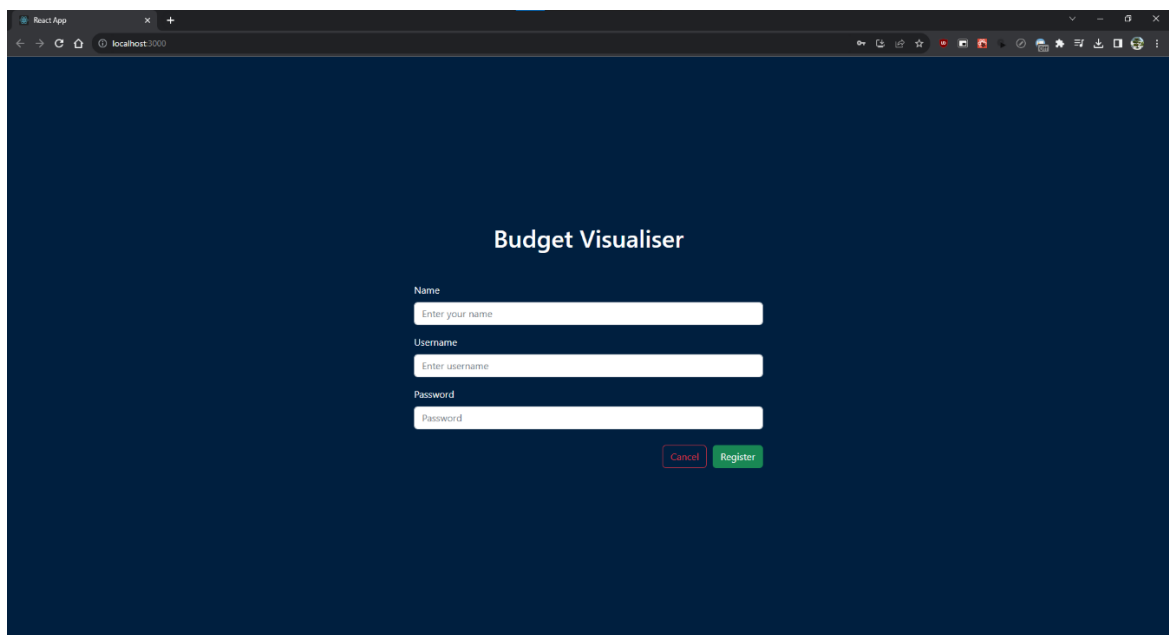 React App
localhost:3000
Budget Visualiser
Name
Enter your name
Username
Enter username
Password
Password
Cancel Register